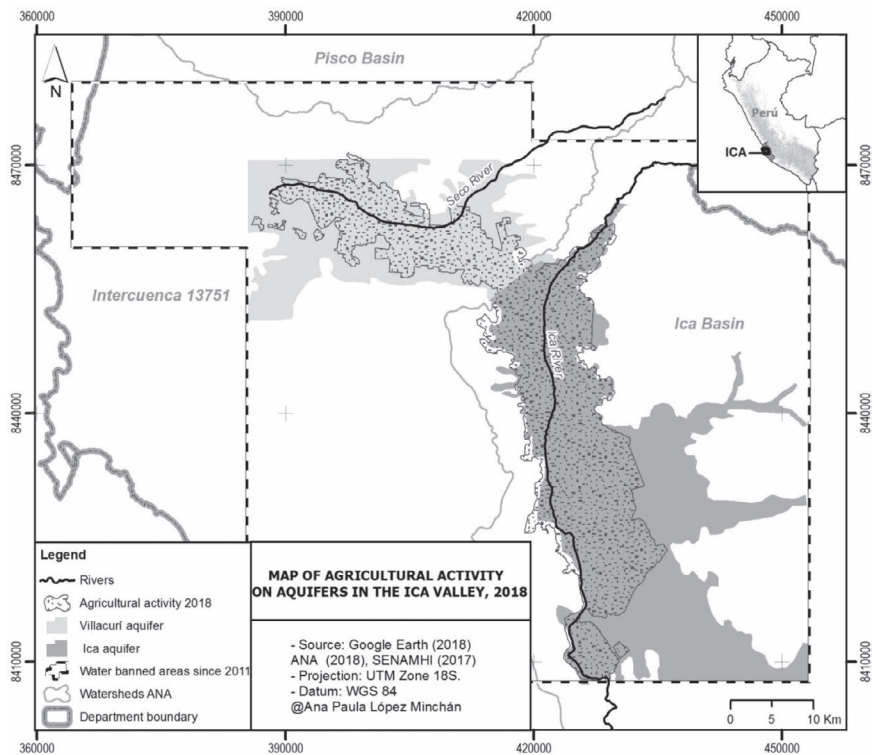 360000 390000 420000 450000
Pisco Basin
N
Perú
ICA
8470000 8470000
Seco River
Intercuenca 13751
Ica Basin
Ica River
8440000 8440000
Legend
Rivers
Agricultural activity 2018
Villacurí aquifer
Ica aquifer
Water banned areas since 2011
Watersheds ANA
Department boundary
MAP OF AGRICULTURAL ACTIVITY
ON AQUIFERS IN THE ICA VALLEY, 2018
- Source: Google Earth (2018)
ANA (2018), SENAMHI (2017)
- Projection: UTM Zone 18S.
- Datum: WGS 84
@Ana Paula López Minchán
8410000 8410000
0 5 10 Km
360000 390000 420000 450000